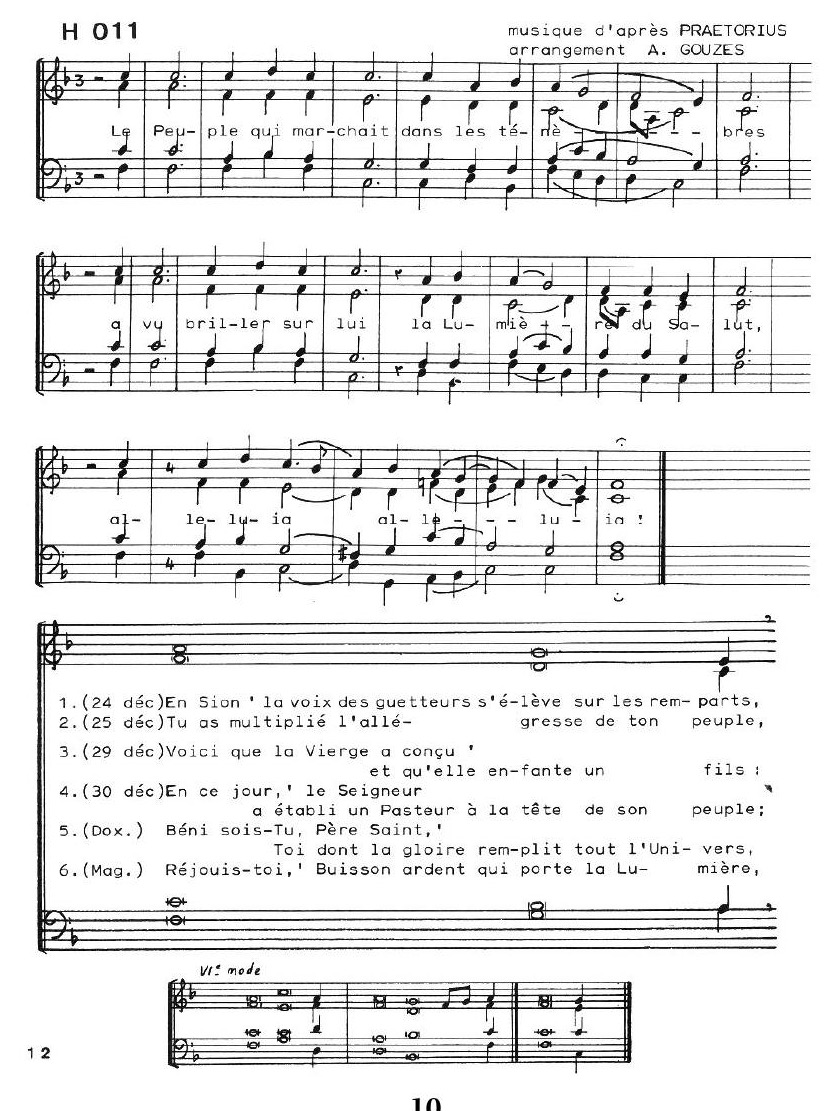 H 011
musique d'après PRAETORIUS
arrangement A. GOUZES
Le Peu- ple qui mar-chait dans les té- nè - - - - bres
a vu bril-ler sur lui la Lu- miè - - re du Sa- lut,
al- le- lu- ia al- le - - - lu - ia !
1.(24 déc)En Sion ' la voix des guetteurs s'é-lève sur les rem- parts,
2.(25 déc)Tu as multiplié l'allé- gresse de ton peuple,
3.(29 déc)Voici que la Vierge a conçu '
et qu'elle en-fante un fils :
4.(30 déc)En ce jour,' le Seigneur
a établi un Pasteur à la tête de son peuple;
5.(Dox.) Béni sois-Tu, Père Saint,'
Toi dont la gloire rem-plit tout l'Uni- vers,
6.(Mag.) Réjouis-toi,' Buisson ardent qui porte la Lu- mière,
VIe mode
12
10